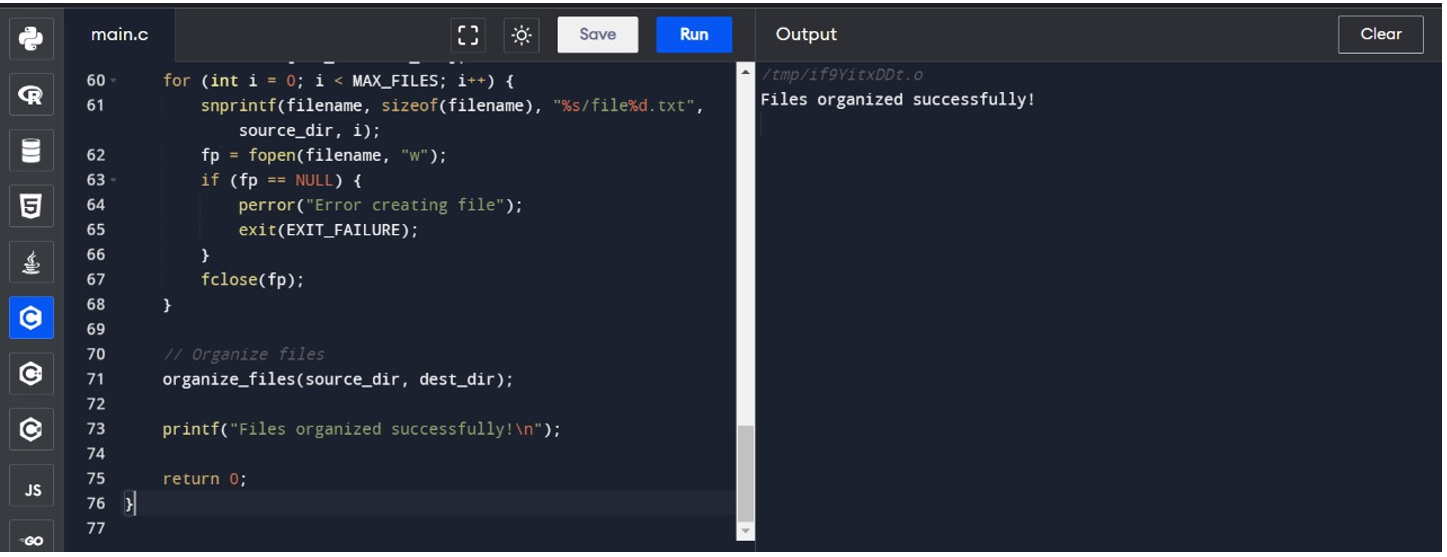 main.c
Save
Run
Output
Clear
/tmp/if9YitxDDt.o
Files organized successfully!
60 for (int i = 0; i < MAX_FILES; i++) {
61 snprintf(filename, sizeof(filename), "%s/file%d.txt",
source_dir, i);
62 fp = fopen(filename, "w");
63 if (fp == NULL) {
64 perror("Error creating file");
65 exit(EXIT_FAILURE);
66 }
67 fclose(fp);
68 }
69
70 // Organize files
71 organize_files(source_dir, dest_dir);
72
73 printf("Files organized successfully!\n");
74
75 return 0;
76 }
77
R
5
C
C
C
JS
GO